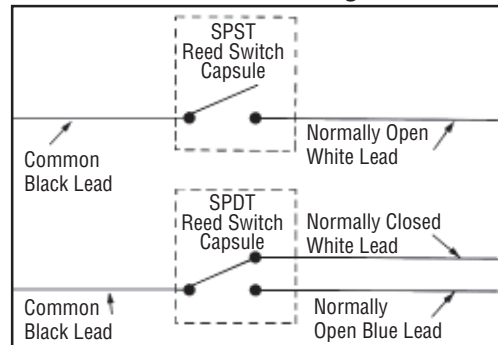 SPST
Reed Switch
Capsule
Common
Black Lead
Normally Open
White Lead
SPDT
Reed Switch
Capsule
Normally Closed
White Lead
Common
Black Lead
Normally
Open Blue Lead